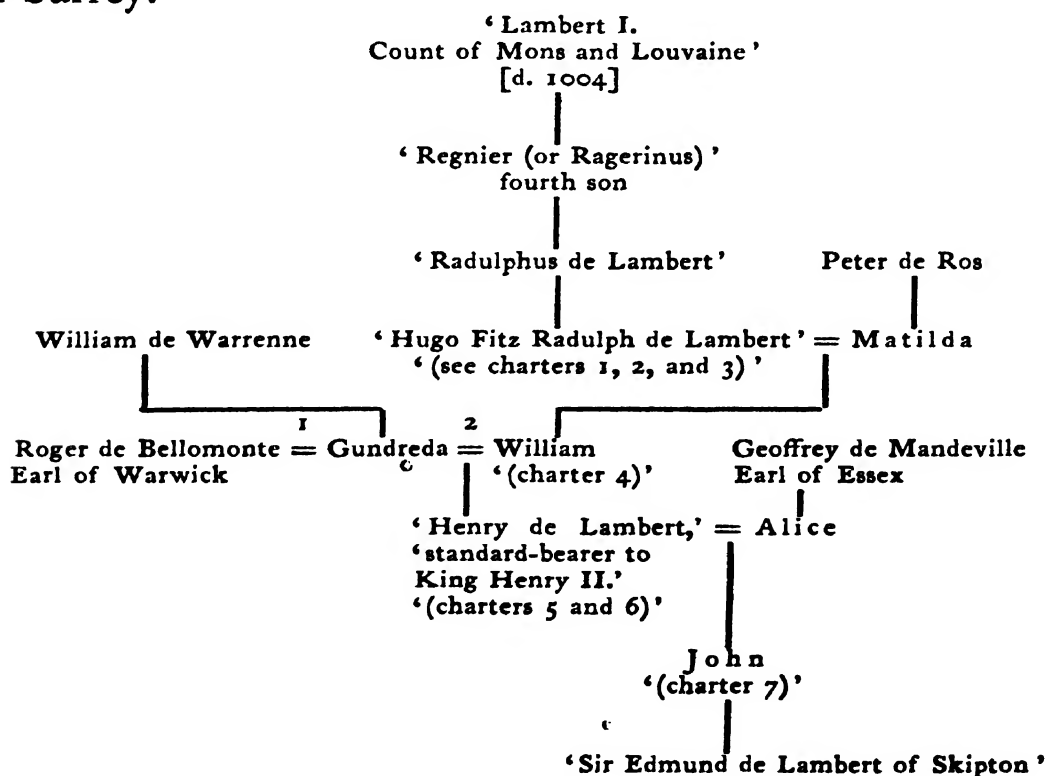 Surrey.
‘ Lambert I.
Count of Mons and Louvaine ’
[d. 1004]
‘ Regnier (or Ragerinus) ’
fourth son
‘ Radulphus de Lambert ’ Peter de Ros
William de Warrenne ‘ Hugo Fitz Radulph de Lambert ’ = Matilda
‘ (see charters 1, 2, and 3) ’
1 2
Roger de Bellomonte = Gundreda = William Geoffrey de Mandeville
Earl of Warwick ‘ (charter 4) ’ Earl of Essex
‘ Henry de Lambert, ’ = Alice
‘ standard-bearer to
King Henry II. ’
‘ (charters 5 and 6) ’
John
‘ (charter 7) ’
‘ Sir Edmund de Lambert of Skipton ’